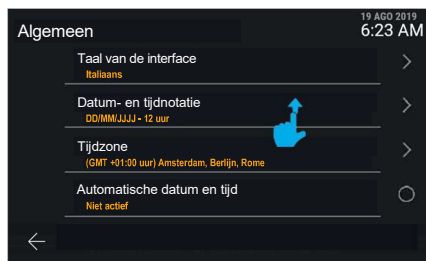 19 AGO 2019
Algemeen
6:23 AM
Taal van de interface
Italiaans
Datum- en tijdnotatie
DD/MM/JJJJ - 12 uur
Tijdzone
(GMT +01:00 uur) Amsterdam, Berlijn, Rome
Automatische datum en tijd
Niet actief